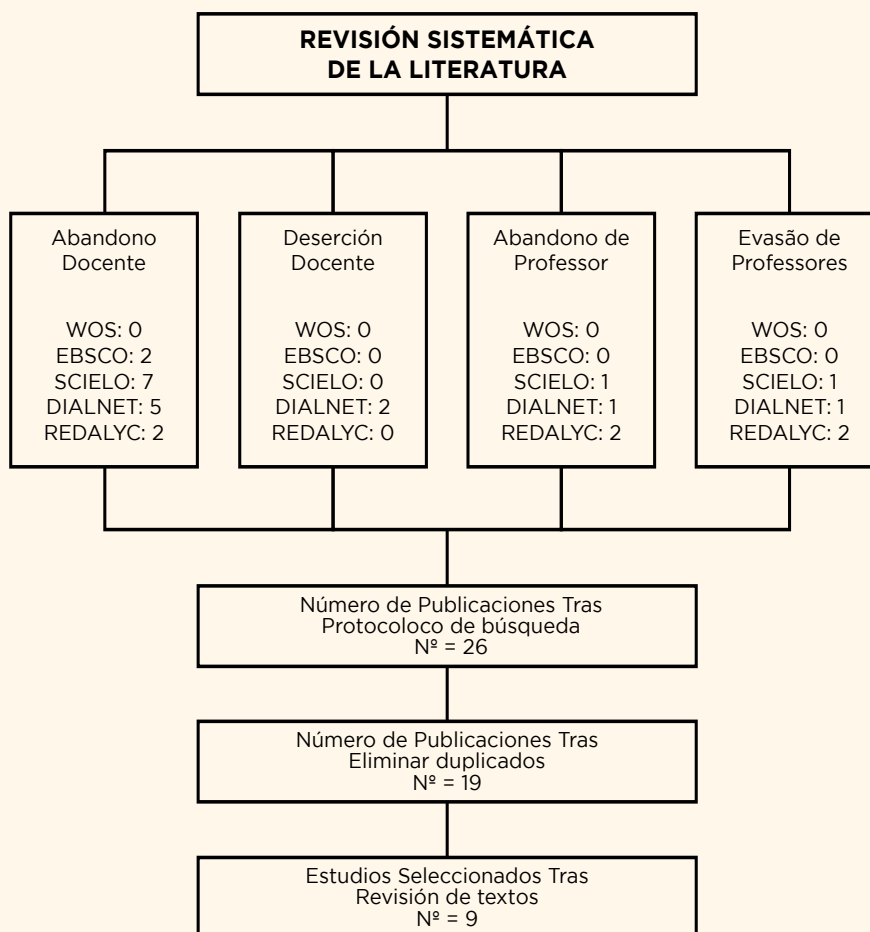 REVISIÓN SISTEMÁTICA
DE LA LITERATURA
Abandono
Docente
WOS: 0
EBSCO: 2
SCIELO: 7
DIALNET: 5
REDALYC: 2
Deserción
Docente
WOS: 0
EBSCO: 0
SCIELO: 0
DIALNET: 2
REDALYC: 0
Abandono de
Professor
WOS: 0
EBSCO: 0
SCIELO: 1
DIALNET: 1
REDALYC: 2
Evasão de
Professores
WOS: 0
EBSCO: 0
SCIELO: 1
DIALNET: 1
REDALYC: 2
Número de Publicaciones Tras
Protocoloco de búsqueda
Nº = 26
Número de Publicaciones Tras
Eliminar duplicados
Nº = 19
Estudios Seleccionados Tras
Revisión de textos
Nº = 9